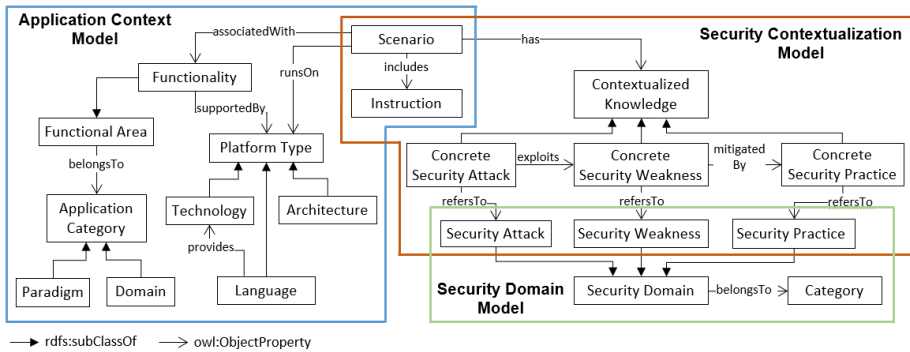 Application Context
Model
associatedWith
Scenario
has
Security Contextualization
Model
Functionality
runsOn
includes
Contextualized
Knowledge
supportedBy
Instruction
Functional Area
Platform Type
belongsTo
Concrete
Security Attack
exploits
Concrete
Security Weakness
mitigated
By
Concrete
Security Practice
Application
Category
Technology
Architecture
refersTo
refersTo
refersTo
provides
Security Attack
Security Weakness
Security Practice
Paradigm
Domain
Language
Security Domain
Model
Security Domain
belongsTo
Category
rdfs:subClassOf
owl:ObjectProperty